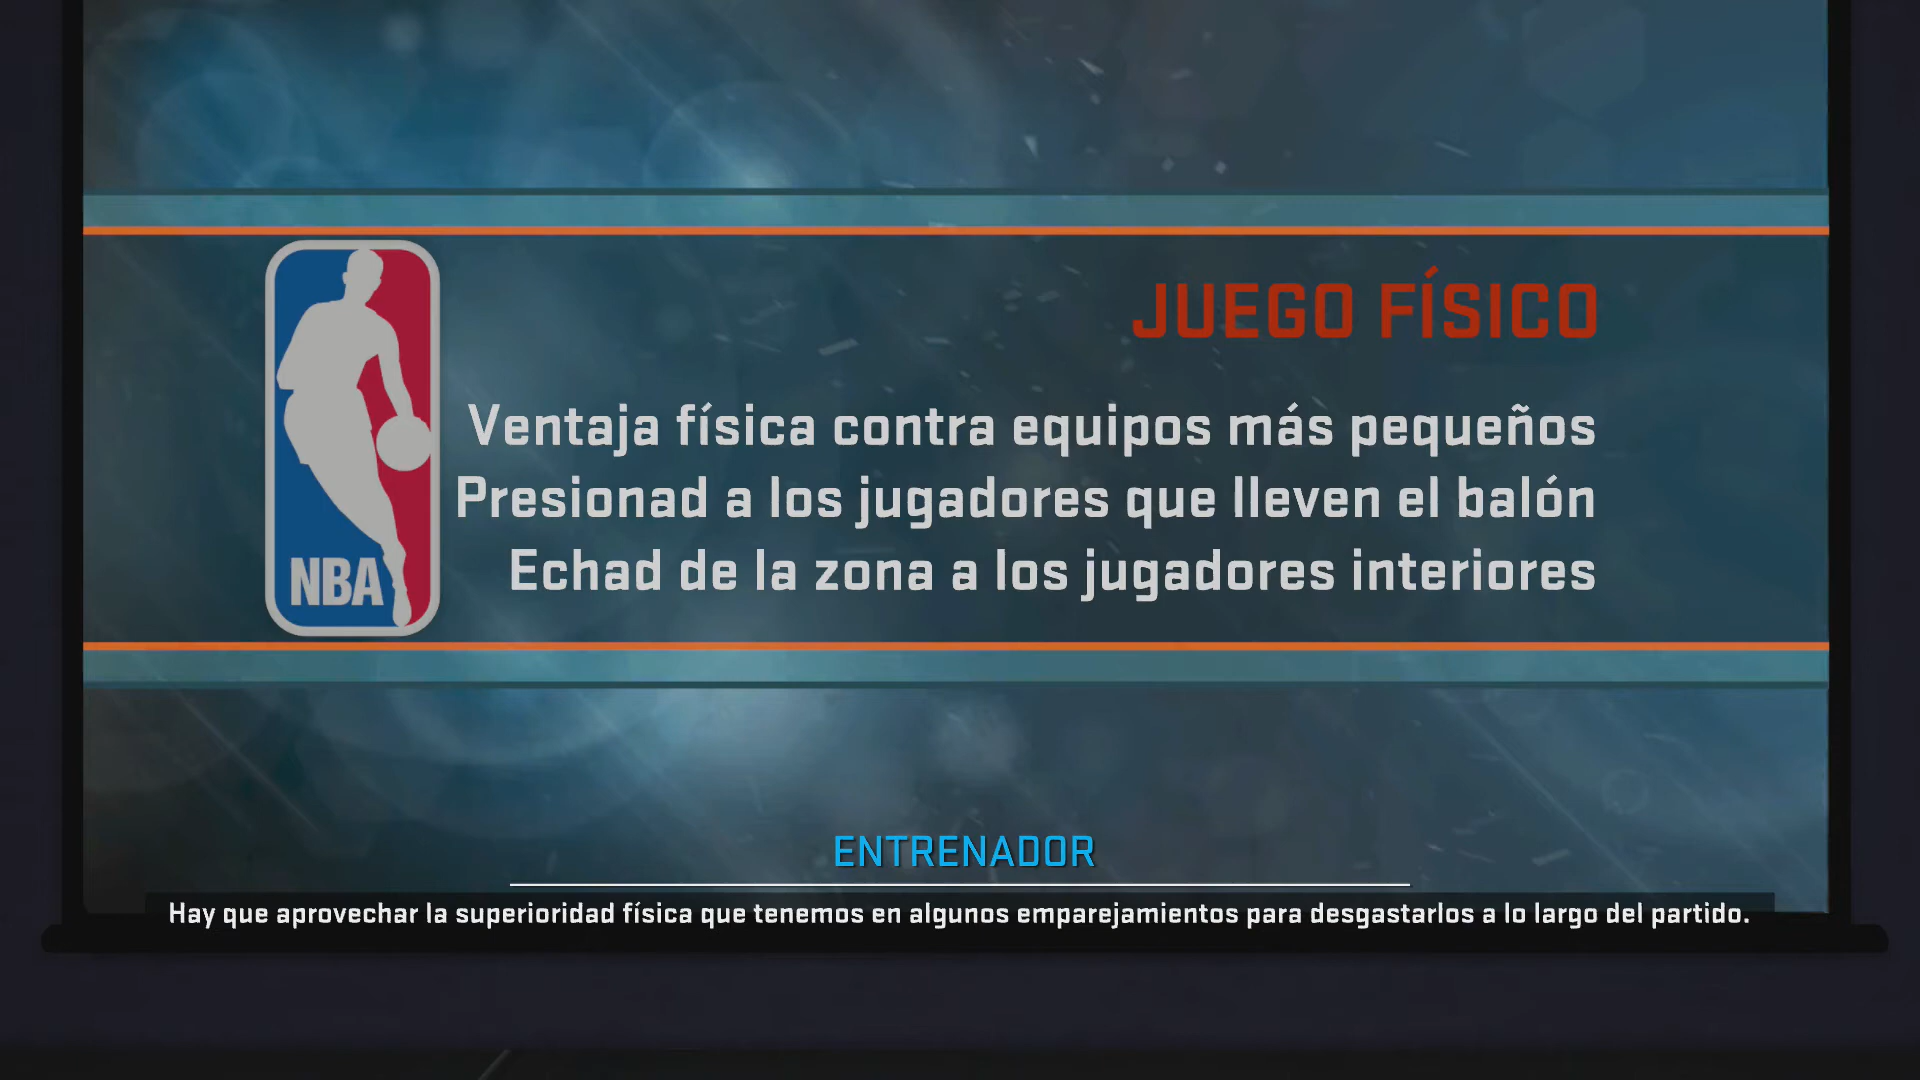 JUEGO FÍSICO
Ventaja física contra equipos más pequeños
Presionad a los jugadores que lleven el balón
Echad de la zona a los jugadores interiores
NBA
ENTRENADOR
Hay que aprovechar la superioridad física que tenemos en algunos emparejamientos para desgastarlos a lo largo del partido.